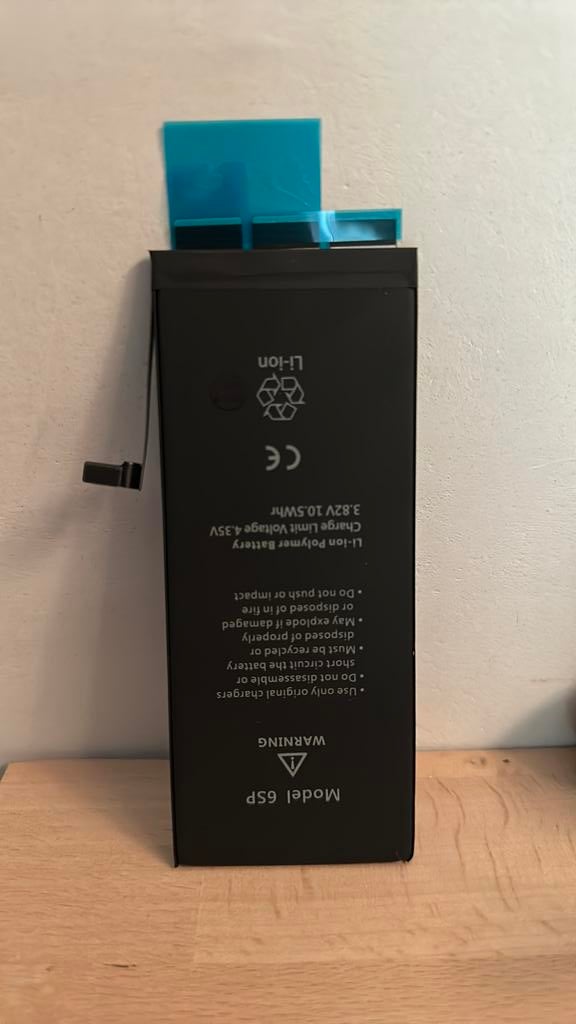 Model 6SP
WARNING
• Use only original chargers
• Do not disassemble or
short circuit the battery
• Must be recycled or
disposed of properly
• May explode if damaged
or disposed of in fire
• Do not push or impact
Li-ion Polymer Battery
Charge Limit Voltage 4.35V
3.82V 10.5Whr
CE
Li-ion